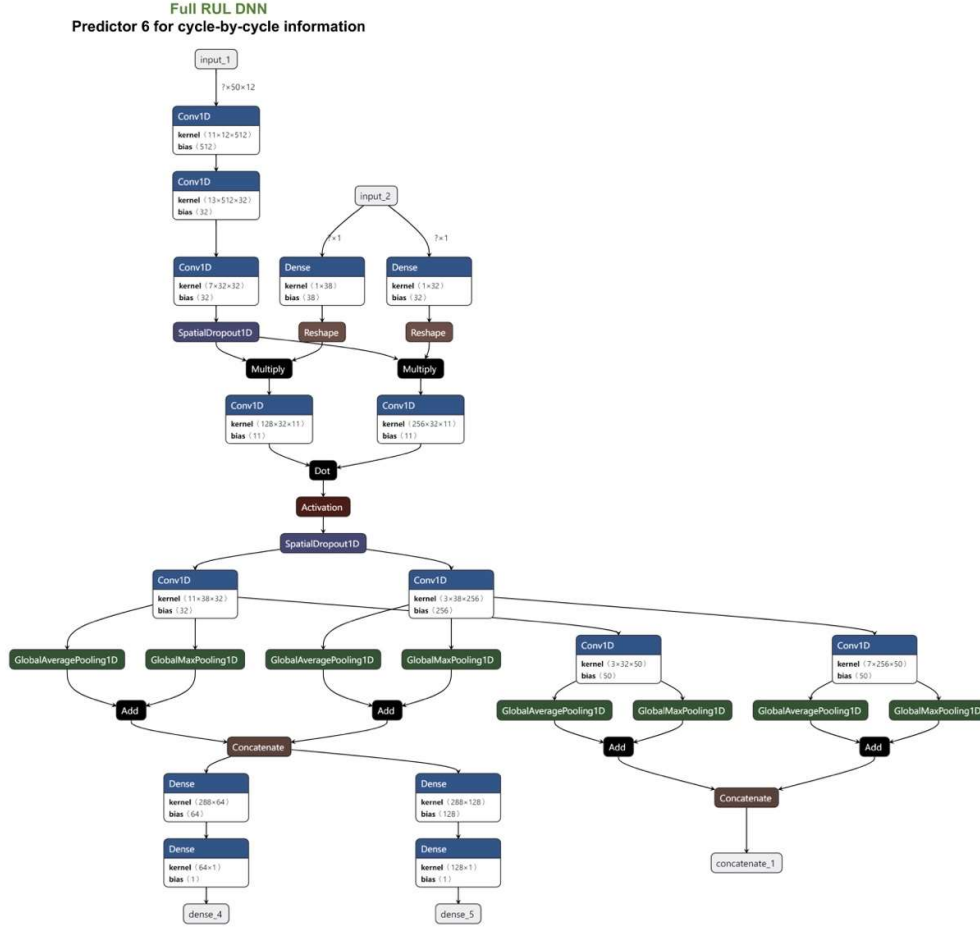 Full RUL DNN
Predictor 6 for cycle-by-cycle information
input_1
?×50×12
Conv1D
kernel ⟨11×12×512⟩
bias ⟨512⟩
Conv1D
kernel ⟨13×512×32⟩
bias ⟨32⟩
input_2
?×1
?×1
Conv1D
kernel ⟨7×32×32⟩
bias ⟨32⟩
Dense
kernel ⟨1×38⟩
bias ⟨38⟩
Dense
kernel ⟨1×32⟩
bias ⟨32⟩
SpatialDropout1D
Reshape
Reshape
Multiply
Multiply
Conv1D
kernel ⟨128×32×11⟩
bias ⟨11⟩
Conv1D
kernel ⟨256×32×11⟩
bias ⟨11⟩
Dot
Activation
SpatialDropout1D
Conv1D
kernel ⟨11×38×32⟩
bias ⟨32⟩
Conv1D
kernel ⟨3×38×256⟩
bias ⟨256⟩
GlobalAveragePooling1D
GlobalMaxPooling1D
GlobalAveragePooling1D
GlobalMaxPooling1D
Conv1D
kernel ⟨3×32×50⟩
bias ⟨50⟩
Conv1D
kernel ⟨7×256×50⟩
bias ⟨50⟩
Add
Add
GlobalAveragePooling1D
GlobalMaxPooling1D
GlobalAveragePooling1D
GlobalMaxPooling1D
Concatenate
Add
Add
Dense
kernel ⟨288×64⟩
bias ⟨64⟩
Dense
kernel ⟨288×128⟩
bias ⟨128⟩
Concatenate
Dense
kernel ⟨64×1⟩
bias ⟨1⟩
Dense
kernel ⟨128×1⟩
bias ⟨1⟩
concatenate_1
dense_4
dense_5